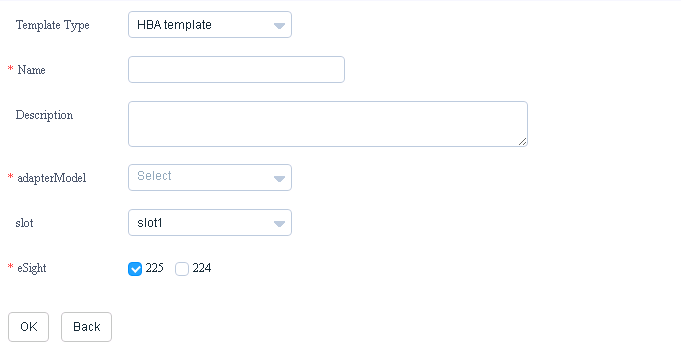 Template Type HBA template
* Name
Description
* adapterModel Select
slot slot1
* eSight 225 224
OK Back